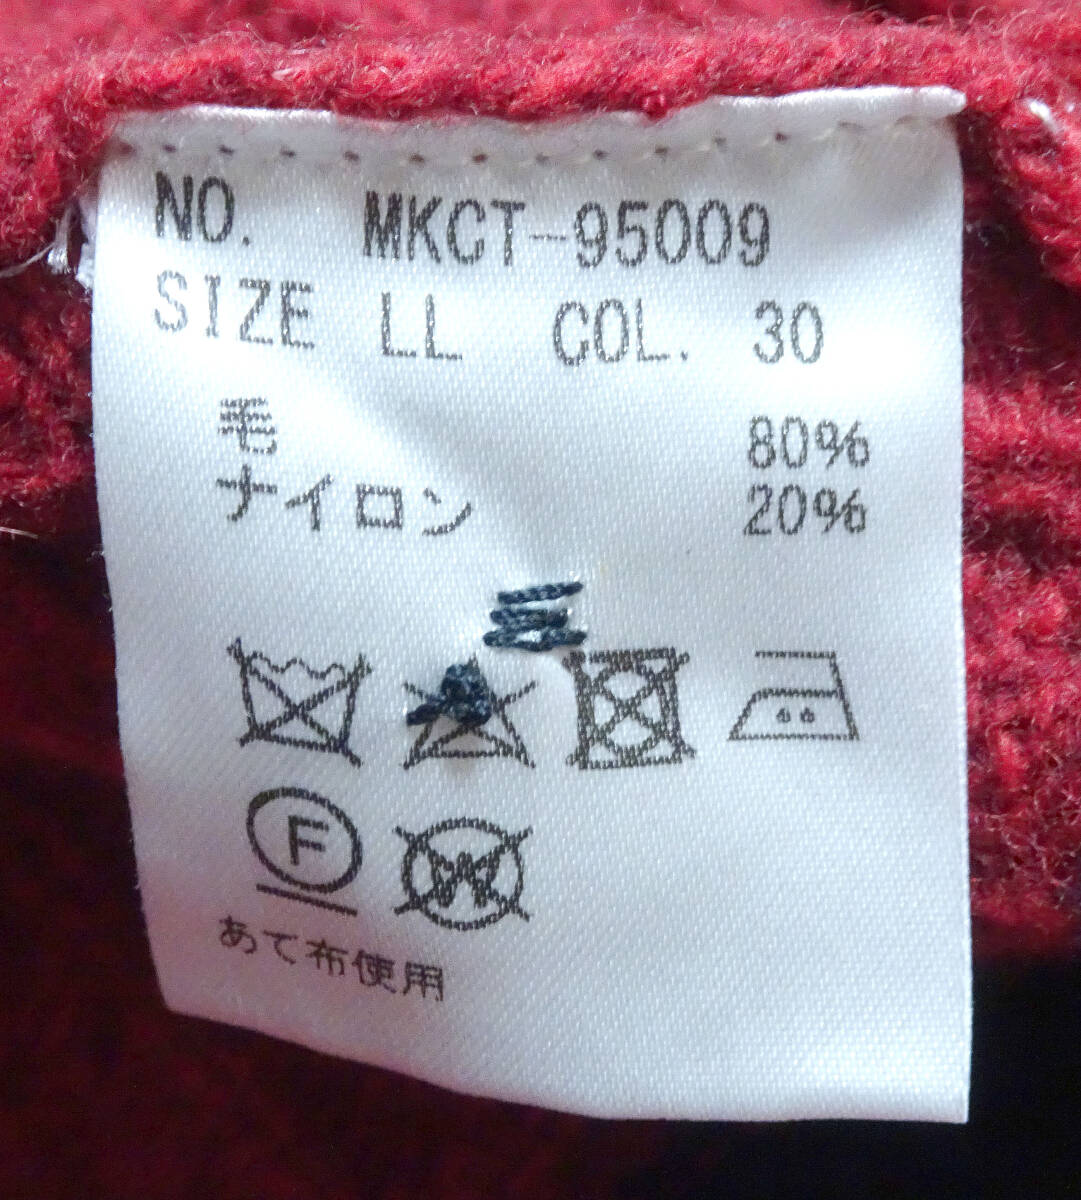 NO. MKCT-95009
SIZE LL COL. 30
毛 80%
ナイロン 20%
F W
あて布使用